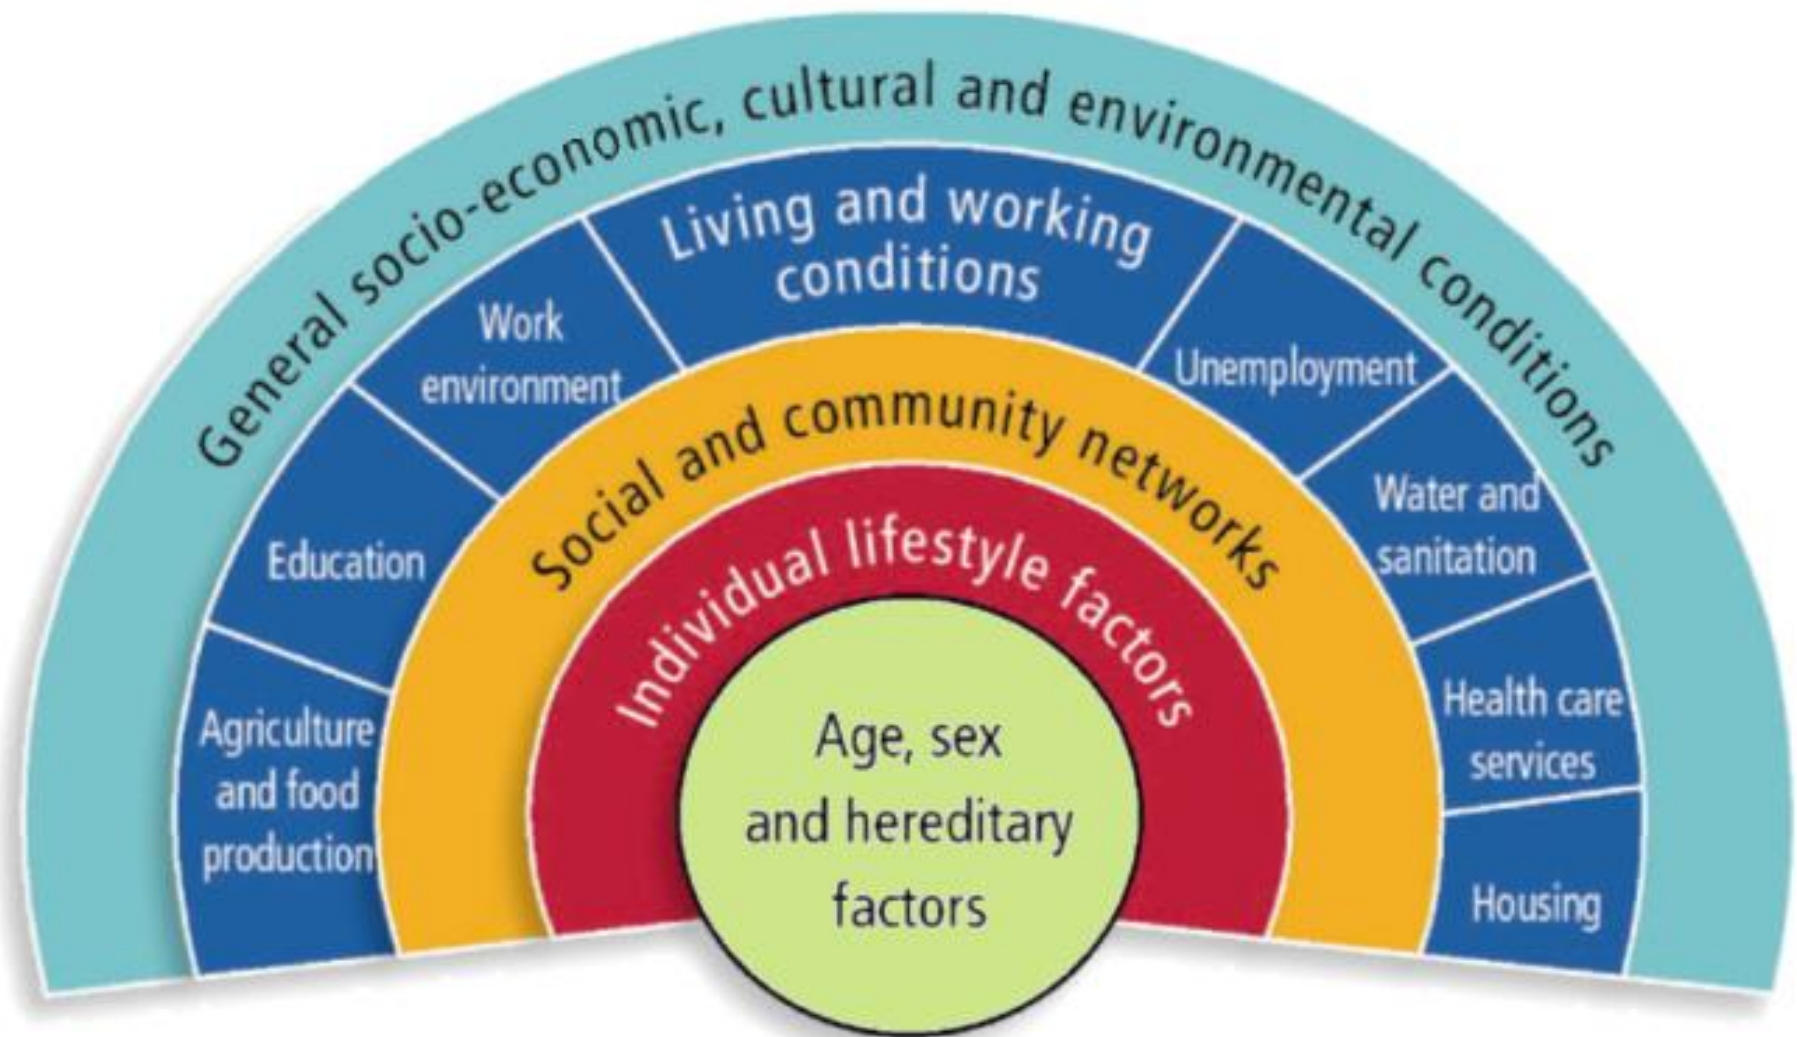 General socio-economic, cultural and environmental conditions
Living and working
conditions
Work
environment
Unemployment
Education
Water and
sanitation
Agriculture
and food
production
Health care
services
Housing
Social and community networks
Individual lifestyle factors
Age, sex
and hereditary
factors